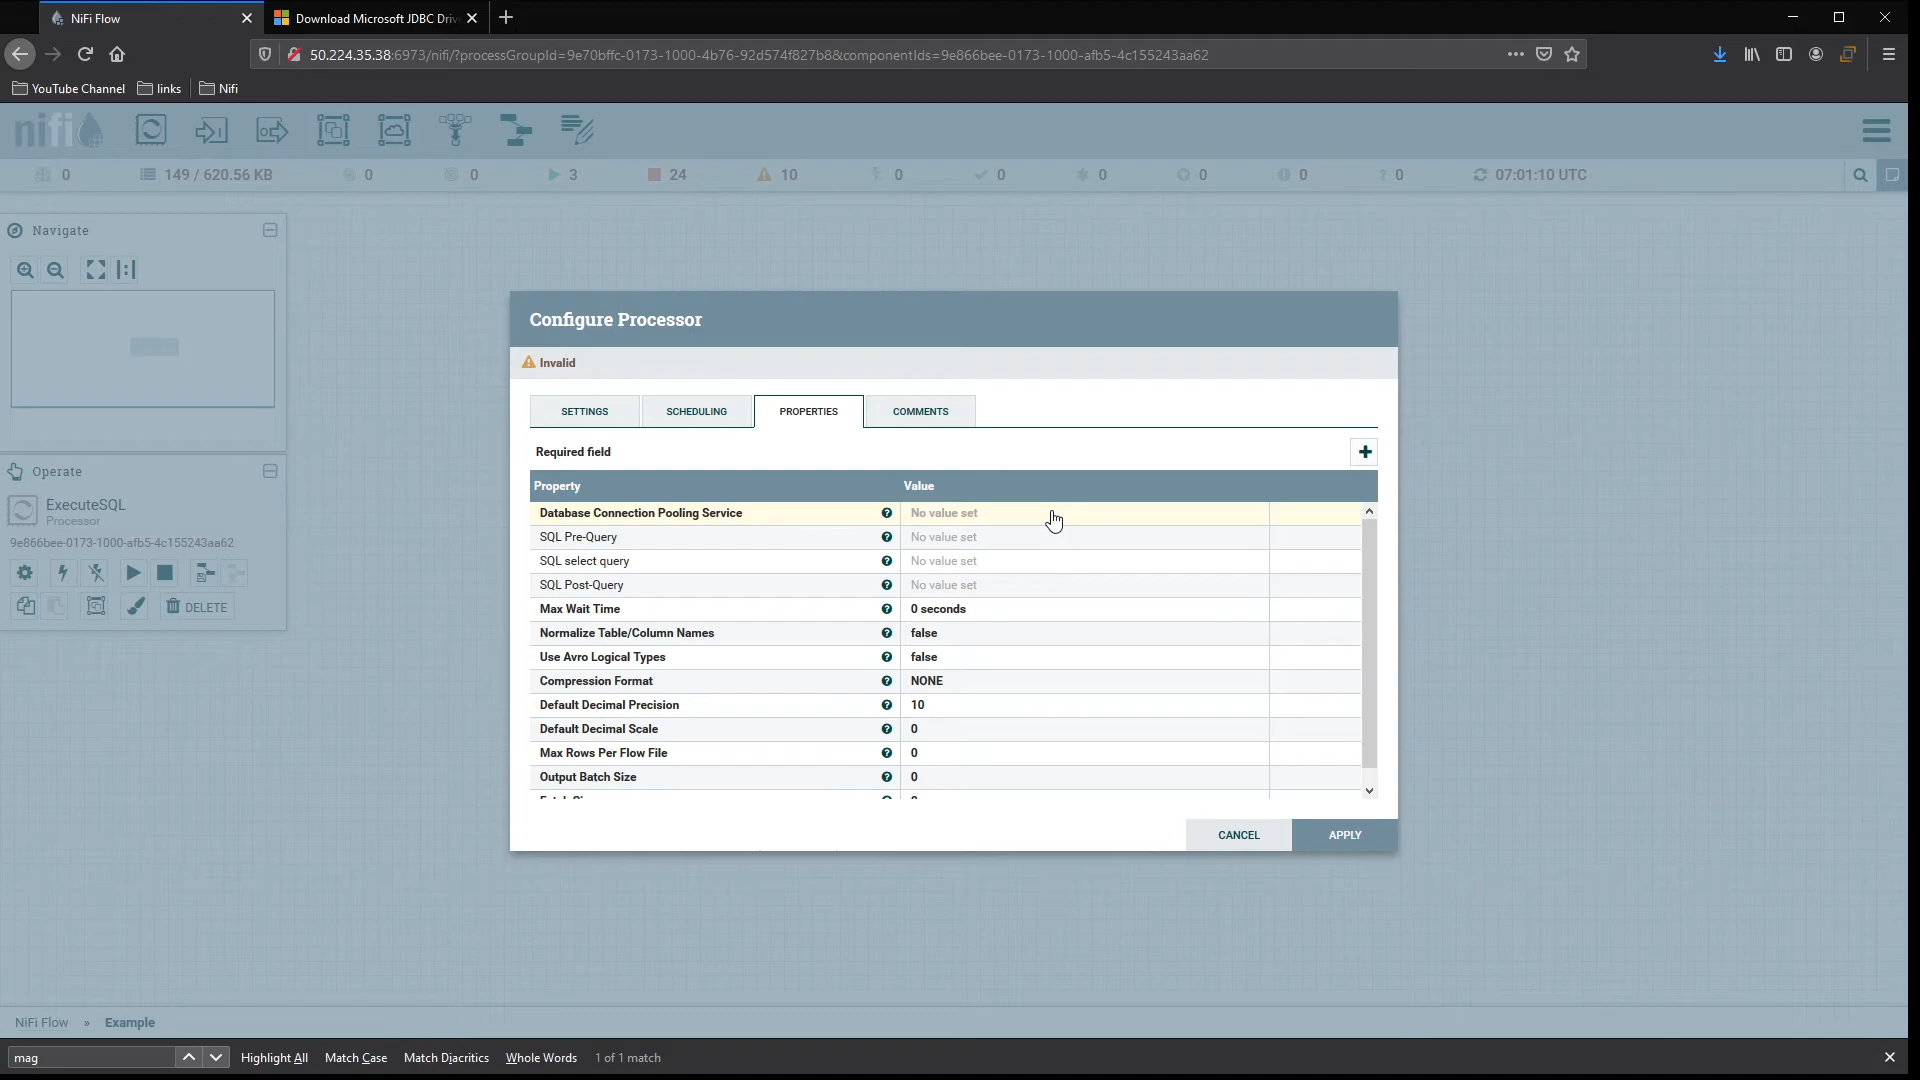 NiFi Flow
Download Microsoft JDBC Driv
50.224.35.38:6973/nifi/?processGroupId=9e70bffc-0173-1000-4b76-92d574f827b8&componentIds=9e866bee-0173-1000-afb5-4c155243aa62
YouTube Channel links Nifi
nifi
0 149 / 620.56 KB 0 0 3 24 10 0 0 0 0 0 ? 0 07:01:10 UTC
Navigate
Operate
ExecuteSQL
Processor
9e866bee-0173-1000-afb5-4c155243aa62
DELETE
Configure Processor
Invalid
SETTINGS SCHEDULING PROPERTIES COMMENTS
Required field
Property Value
Database Connection Pooling Service No value set
SQL Pre-Query No value set
SQL select query No value set
SQL Post-Query No value set
Max Wait Time 0 seconds
Normalize Table/Column Names false
Use Avro Logical Types false
Compression Format NONE
Default Decimal Precision 10
Default Decimal Scale 0
Max Rows Per Flow File 0
Output Batch Size 0
CANCEL APPLY
NiFi Flow » Example
mag Highlight All Match Case Match Diacritics Whole Words 1 of 1 match